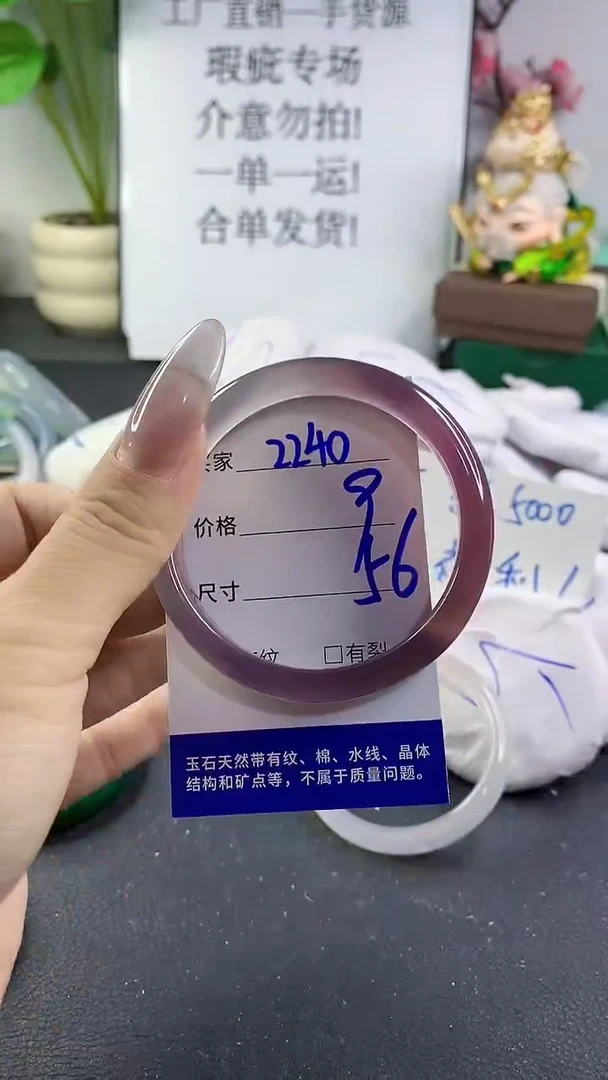 工厂直销一手货源
瑕疵专场
介意勿拍!
一单一运!
合单发货!
家 2240
价格 8
尺寸 56
纹 □有裂
5000
玉石天然带有纹、棉、水线、晶体
结构和矿点等，不属于质量问题。